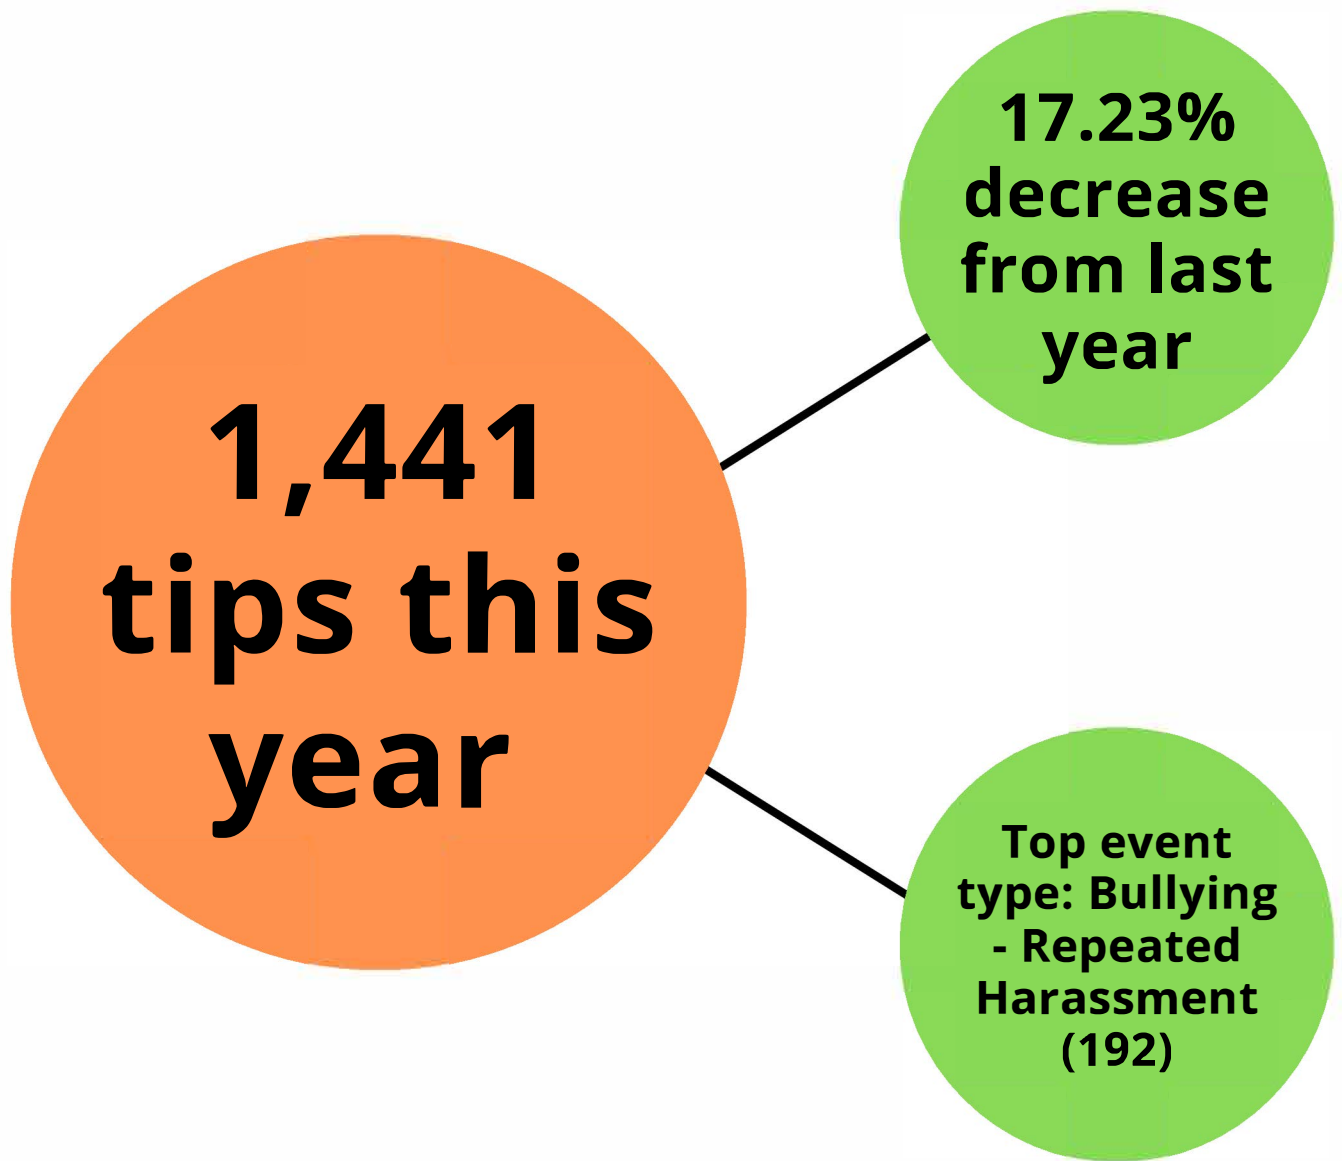 1,441
tips this
year
17.23%
decrease
from last
year
Top event
type: Bullying
- Repeated
Harassment
(192)